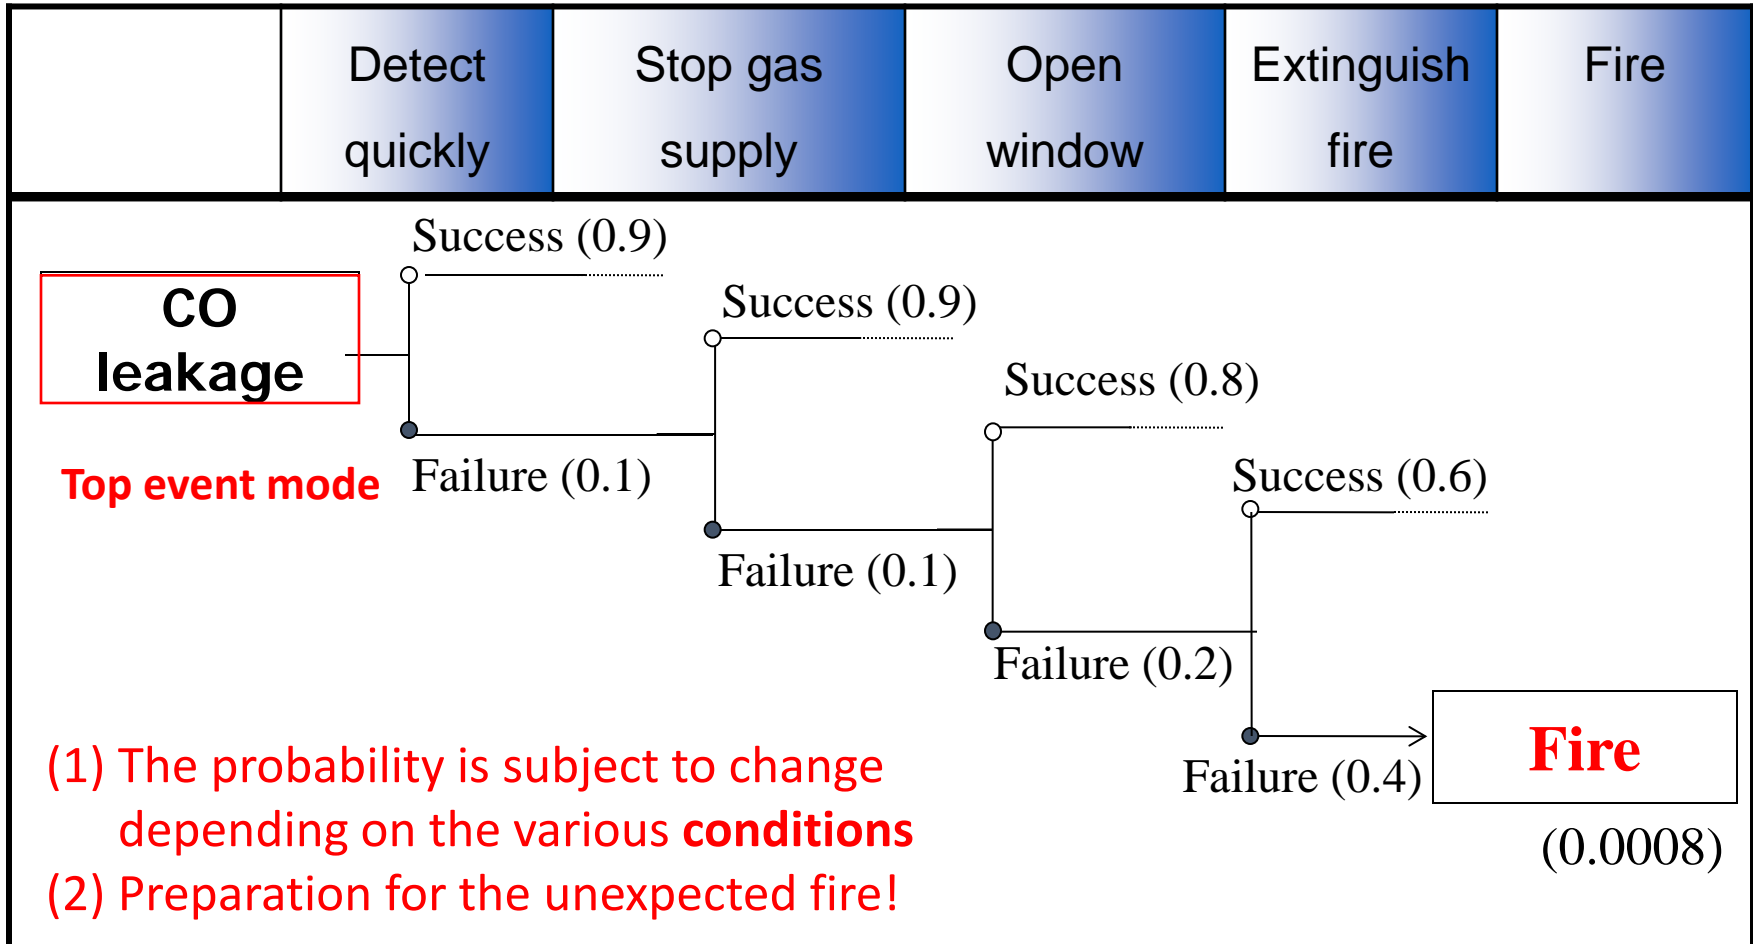 Detect
quickly
Stop gas
supply
Open
window
Extinguish
fire
Fire
Success (0.9)
CO
leakage
Success (0.9)
Success (0.8)
Top event mode
Failure (0.1)
Success (0.6)
Failure (0.1)
Failure (0.2)
Fire
Failure (0.4)
(0.0008)
(1) The probability is subject to change
depending on the various conditions
(2) Preparation for the unexpected fire!